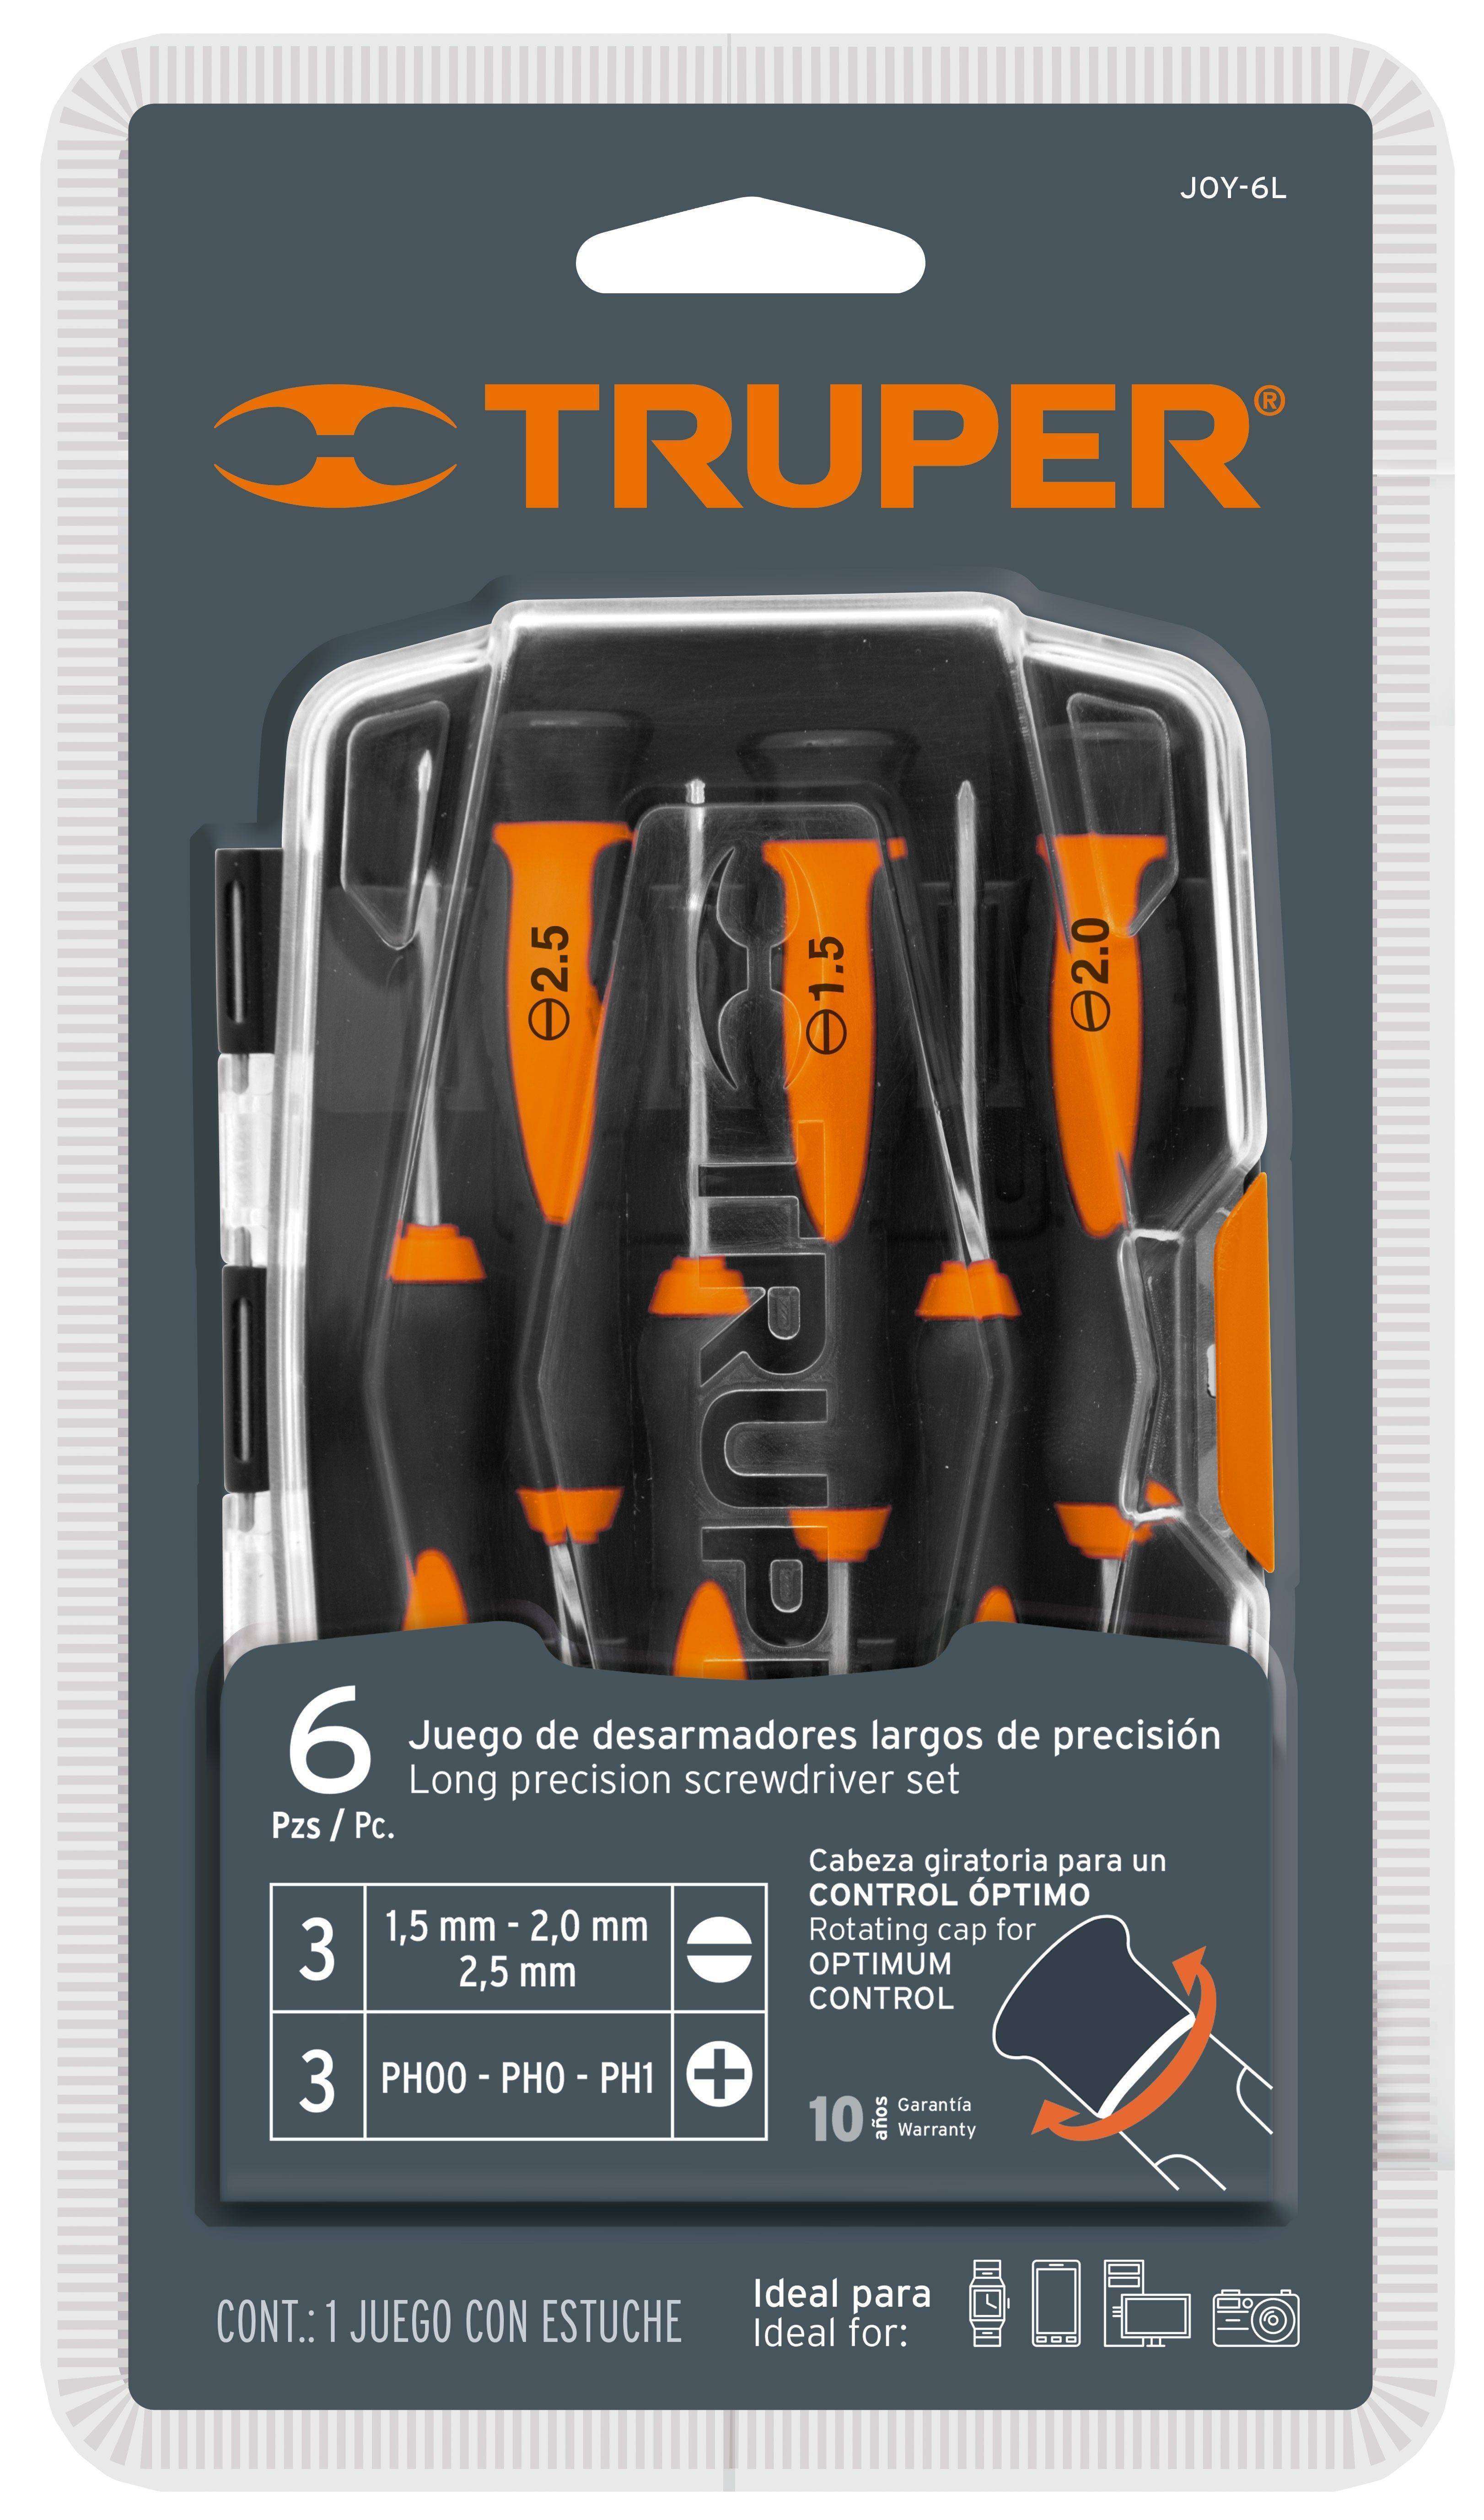 JOY-6L
TRUPER®
2.5
1.5
2.0
TRUP
6
Pzs / Pc.
Juego de desarmadores largos de precisión
Long precision screwdriver set
3
1,5 mm - 2,0 mm
2,5 mm
3
PH00 - PH0 - PH1
Cabeza giratoria para un
CONTROL ÓPTIMO
Rotating cap for
OPTIMUM
CONTROL
10 años
Garantía
Warranty
CONT.: 1 JUEGO CON ESTUCHE
Ideal para
Ideal for: